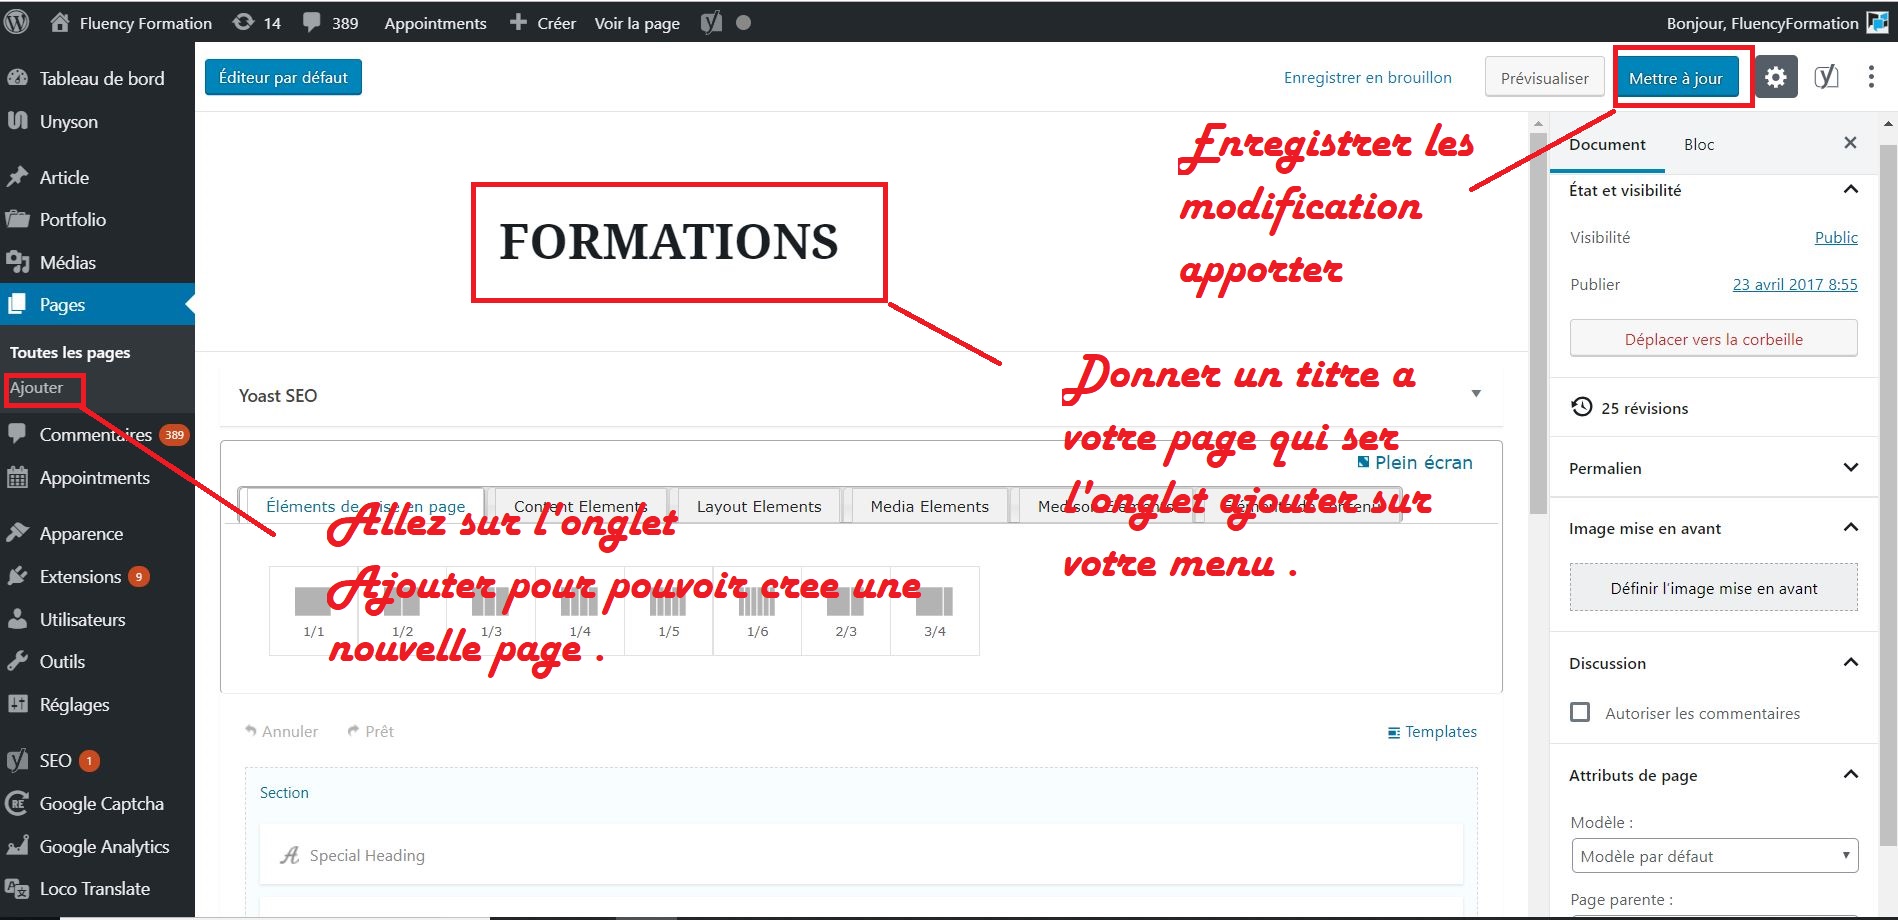 Fluency Formation
14
389
Appointments
Créer
Voir la page
Bonjour, FluencyFormation
Tableau de bord
Unyson
Article
Portfolio
Médias
Pages
Toutes les pages
Ajouter
Commentaires 389
Appointments
Apparence
Extensions 9
Utilisateurs
Outils
Réglages
SEO 1
Google Captcha
Google Analytics
Loco Translate
Éditeur par défaut
Enregistrer en brouillon
Prévisualiser
Mettre à jour
Enregistrer les
modification
apporter
FORMATIONS
Donner un titre a
votre page qui ser
l'onglet ajouter sur
votre menu .
Yoast SEO
Plein écran
Éléments de mise en page
Content Elements
Layout Elements
Media Elements
Allez sur l'onglet
Ajouter pour pouvoir cree une
nouvelle page .
1/1
1/2
1/3
1/4
1/5
1/6
2/3
3/4
Annuler
Prêt
Templates
Section
Special Heading
Document
Bloc
État et visibilité
Visibilité
Public
Publier
23 avril 2017 8:55
Déplacer vers la corbeille
25 révisions
Permalien
Image mise en avant
Définir l'image mise en avant
Discussion
Autoriser les commentaires
Attributs de page
Modèle :
Modèle par défaut
Page parente :